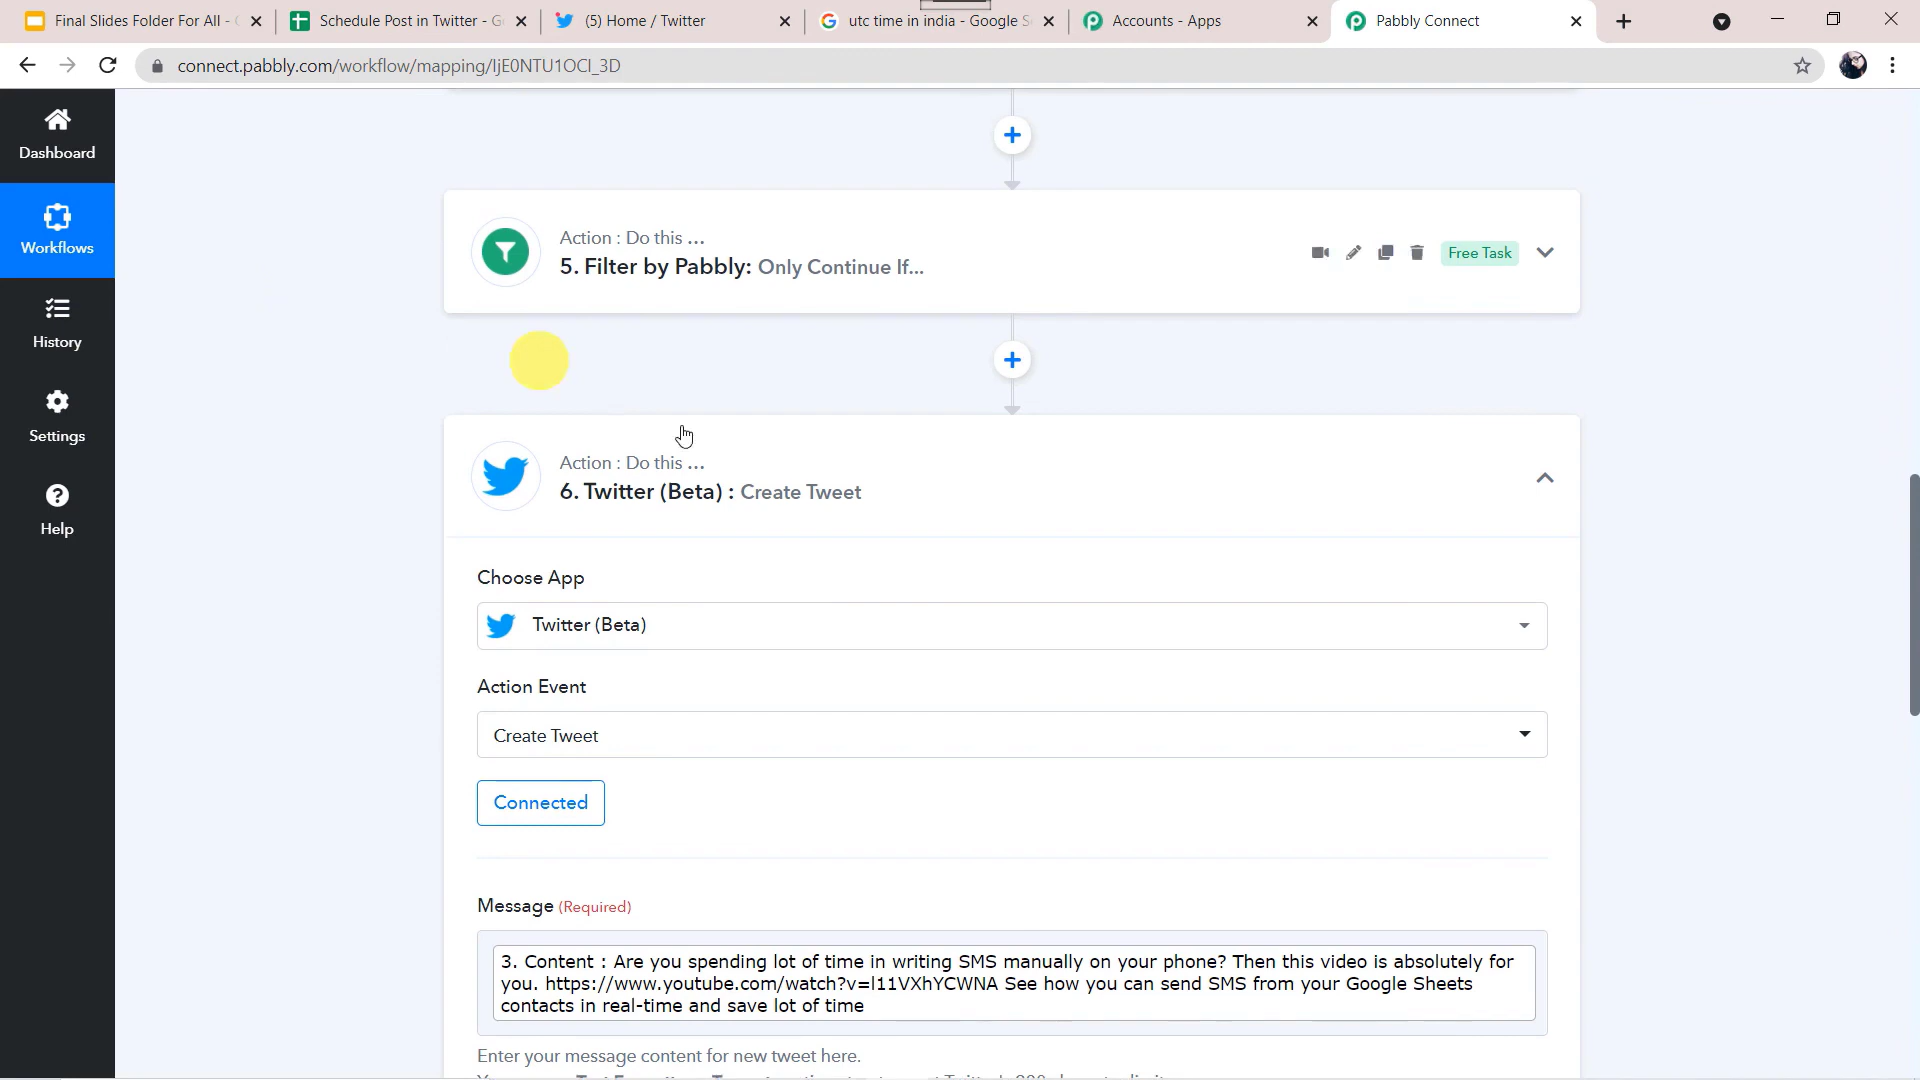 Final Slides Folder For All -
Schedule Post in Twitter - G
(5) Home / Twitter
utc time in india - Google S
Accounts - Apps
Pabbly Connect
connect.pabbly.com/workflow/mapping/IjE0NTU1OCI_3D
Dashboard
Workflows
History
Settings
Help
Action : Do this ...
5. Filter by Pabbly: Only Continue If...
Free Task
Action : Do this ...
6. Twitter (Beta) : Create Tweet
Choose App
Twitter (Beta)
Action Event
Create Tweet
Connected
Message (Required)
3. Content : Are you spending lot of time in writing SMS manually on your phone? Then this video is absolutely for
you. https://www.youtube.com/watch?v=l11VXhYCWNA See how you can send SMS from your Google Sheets
contacts in real-time and save lot of time
Enter your message content for new tweet here.